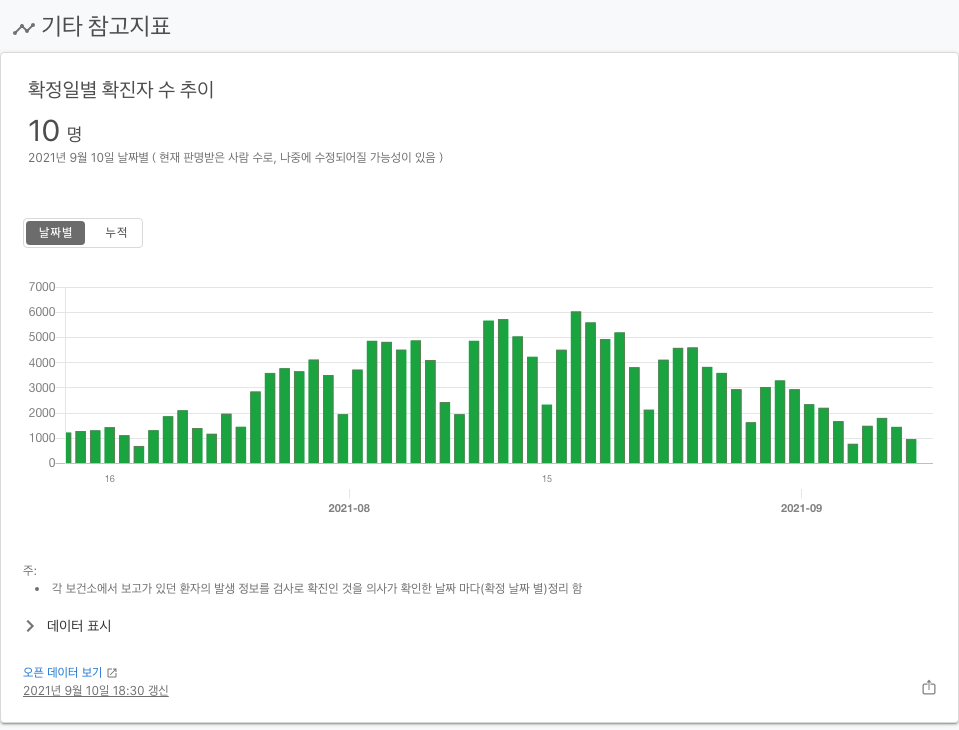 기타 참고지표
확정일별 확진자 수 추이
10 명
2021년 9월 10일 날짜별 ( 현재 판명받은 사람 수로, 나중에 수정되어질 가능성이 있음 )
날짜별 누적
7000
6000
5000
4000
3000
2000
1000
0
16 15
2021-08 2021-09
주:
• 각 보건소에서 보고가 있던 환자의 발생 정보를 검사로 확진인 것을 의사가 확인한 날짜 마다(확정 날짜 별)정리 함
데이터 표시
오픈 데이터 보기
2021년 9월 10일 18:30 갱신